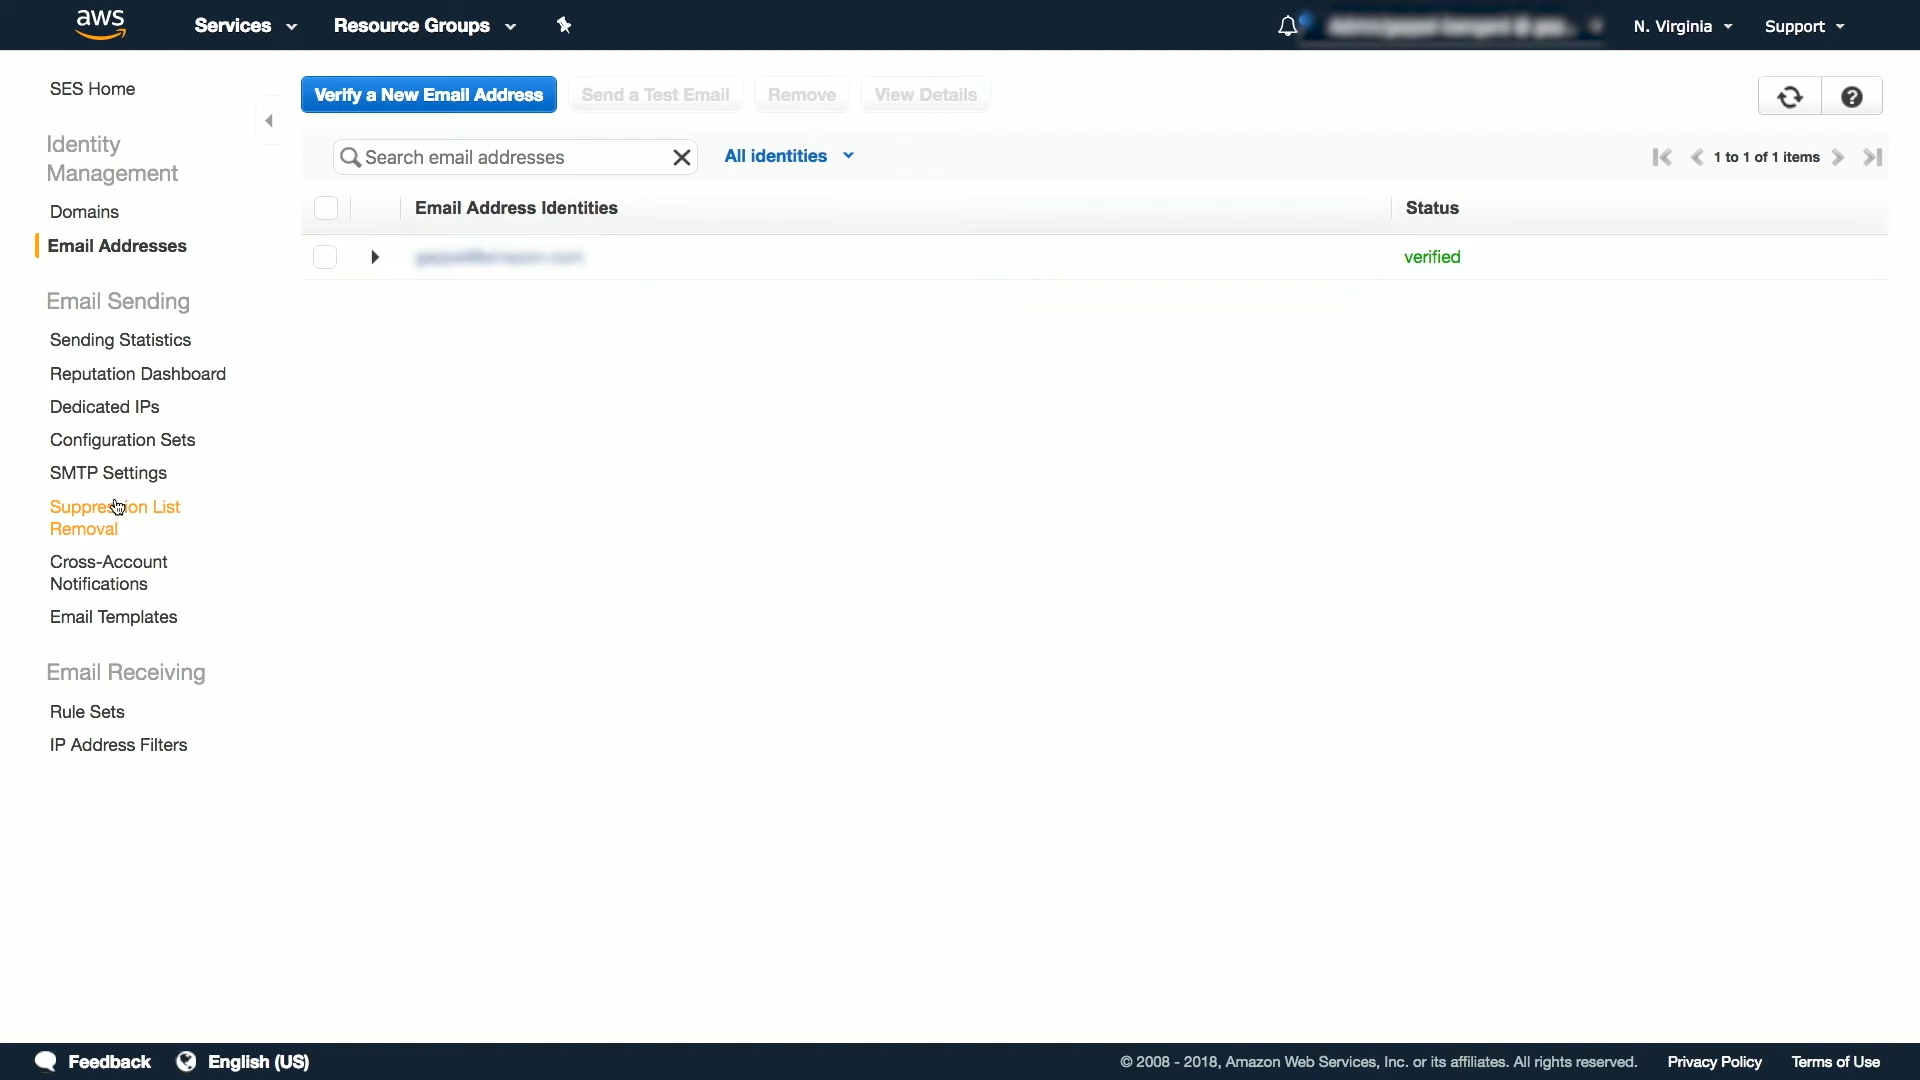 aws Services Resource Groups N. Virginia Support
SES Home
Identity
Management
Domains
Email Addresses
Email Sending
Sending Statistics
Reputation Dashboard
Dedicated IPs
Configuration Sets
SMTP Settings
Suppression List
Removal
Cross-Account
Notifications
Email Templates
Email Receiving
Rule Sets
IP Address Filters
Verify a New Email Address Send a Test Email Remove View Details
Search email addresses All identities 1 to 1 of 1 items
Email Address Identities Status
verified
Feedback English (US) © 2008 - 2018, Amazon Web Services, Inc. or its affiliates. All rights reserved. Privacy Policy Terms of Use